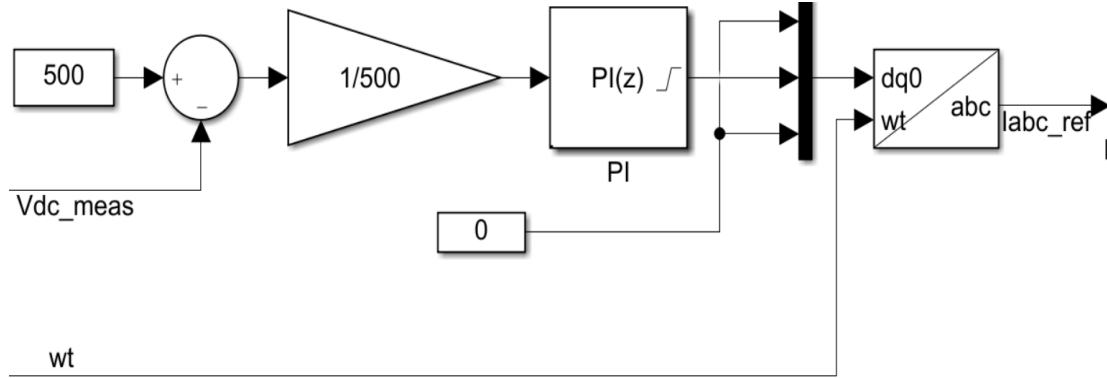 500
+
_
1/500
PI(z)
PI
Vdc_meas
0
dq0
wt
abc
Iabc_ref
wt